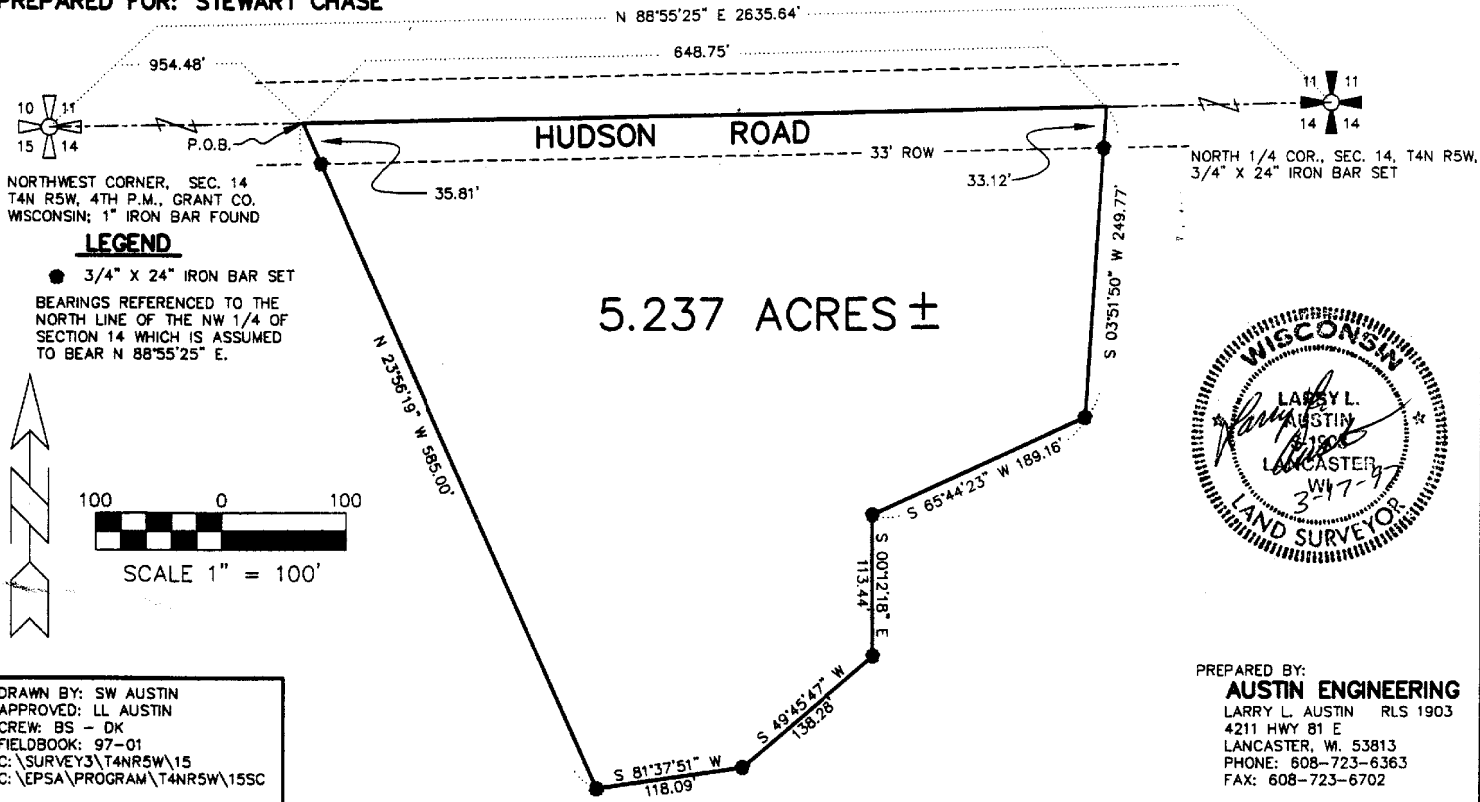 PREPARED FOR: STEWART CHASE
N 88°55'25" E 2635.64'
648.75'
954.48'
10 11
15 14
11 11
14 14
P.O.B.
HUDSON ROAD
33' ROW
35.81'
33.12'
NORTHWEST CORNER, SEC. 14
T4N R5W, 4TH P.M., GRANT CO.
WISCONSIN; 1" IRON BAR FOUND
NORTH 1/4 COR., SEC. 14, T4N R5W,
3/4" X 24" IRON BAR SET
LEGEND
3/4" X 24" IRON BAR SET
BEARINGS REFERENCED TO THE
NORTH LINE OF THE NW 1/4 OF
SECTION 14 WHICH IS ASSUMED
TO BEAR N 88°55'25" E.
5.237 ACRES ±
S 03°51'50" W 249.77'
N 23°56'19" W 585.00'
S 65°44'23" W 189.16'
S 00°12'18" E
113.44'
S 49°45'47" W
138.28'
S 81°37'51" W
118.09'
100 0 100
SCALE 1" = 100'
WISCONSIN
LARRY L.
AUSTIN
LANCASTER
WI
3-17-97
LAND SURVEYOR
DRAWN BY: SW AUSTIN
APPROVED: LL AUSTIN
CREW: BS - DK
FIELDBOOK: 97-01
C:\SURVEY3\T4NR5W\15
C:\EPSA\PROGRAM\T4NR5W\15SC
PREPARED BY:
AUSTIN ENGINEERING
LARRY L. AUSTIN RLS 1903
4211 HWY 81 E
LANCASTER, WI. 53813
PHONE: 608-723-6363
FAX: 608-723-6702